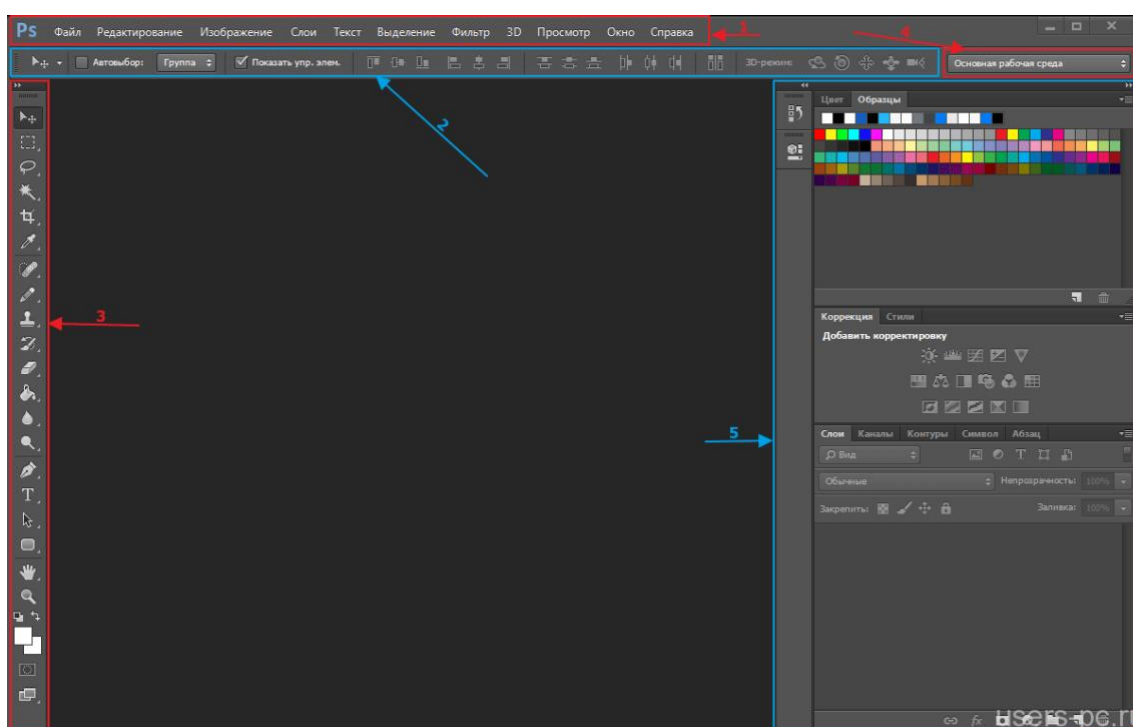 Ps Файл Редактирование Изображение Слои Текст Выделение Фильтр 3D Просмотр Окно Справка 1
4
Автовыбор: Группа Показать упр. элем. 3D-режим: Основная рабочая среда
2
Цвет Образцы
3
Коррекция Стили
Добавить корректировку
5
Слои Каналы Контуры Символ Абзац
Вид T
Обычные Непрозрачность: 100%
Закрепить: Заливка: 100%
T
fx
users-pc.ru